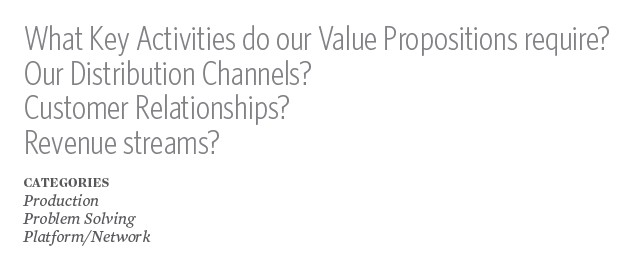 What Key Activities do our Value Propositions require?
Our Distribution Channels?
Customer Relationships?
Revenue streams?
CATEGORIES
Production
Problem Solving
Platform/Network